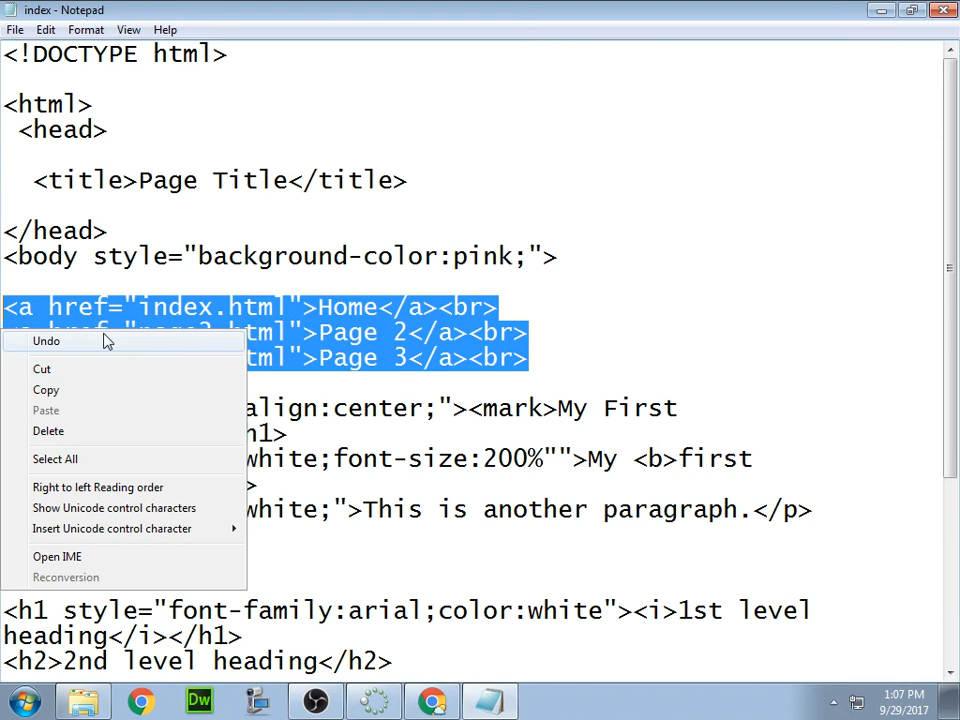 index - Notepad
File Edit Format View Help
<!DOCTYPE html>
<html>
<head>
<title>Page Title</title>
</head>
<body style="background-color:pink;">
<a href="index.html">Home</a><br>
html">Page 2</a><br>
html">Page 3</a><br>
Undo
Cut
Copy
Paste
Delete
Select All
Right to left Reading order
Show Unicode control characters
Insert Unicode control character
Open IME
Reconversion
align:center;"><mark>My First
h1>
white;font-size:200%"">My <b>first
>
white;">This is another paragraph.</p>
<h1 style="font-family:arial;color:white"><i>1st level
heading</i></h1>
<h2>2nd level heading</h2>
Dw
1:07 PM
9/29/2017